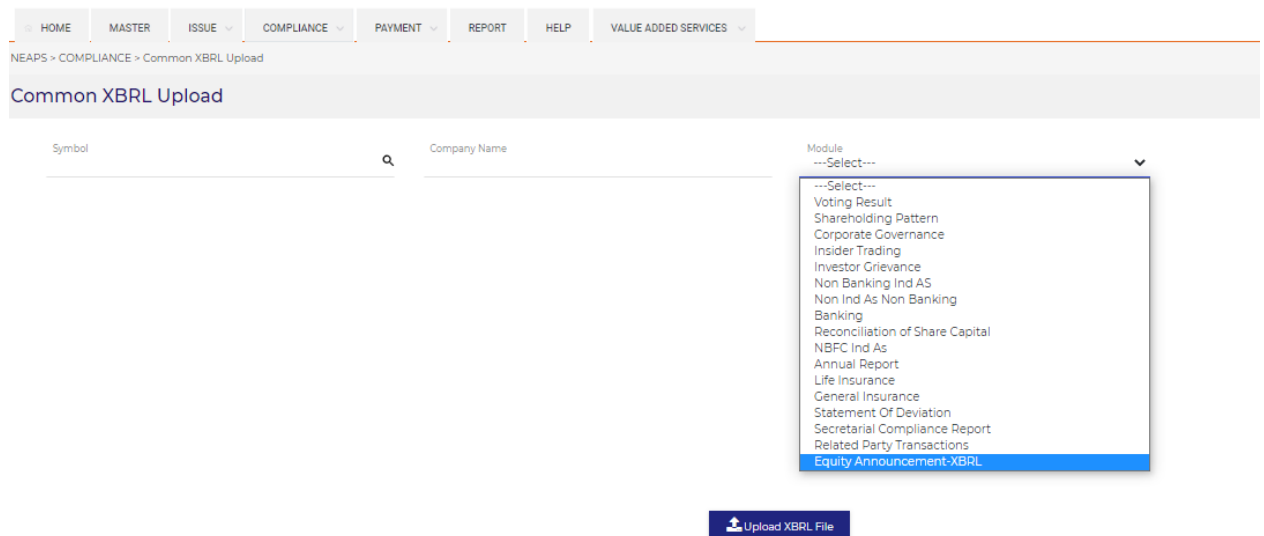 HOME MASTER ISSUE COMPLIANCE PAYMENT REPORT HELP VALUE ADDED SERVICES
NEAPS > COMPLIANCE > Common XBRL Upload
Common XBRL Upload
Symbol Company Name Module
---Select---
---Select---
Voting Result
Shareholding Pattern
Corporate Governance
Insider Trading
Investor Grievance
Non Banking Ind AS
Non Ind As Non Banking
Banking
Reconciliation of Share Capital
NBFC Ind As
Annual Report
Life Insurance
General Insurance
Statement Of Deviation
Secretarial Compliance Report
Related Party Transactions
Equity Announcement-XBRL
Upload XBRL File